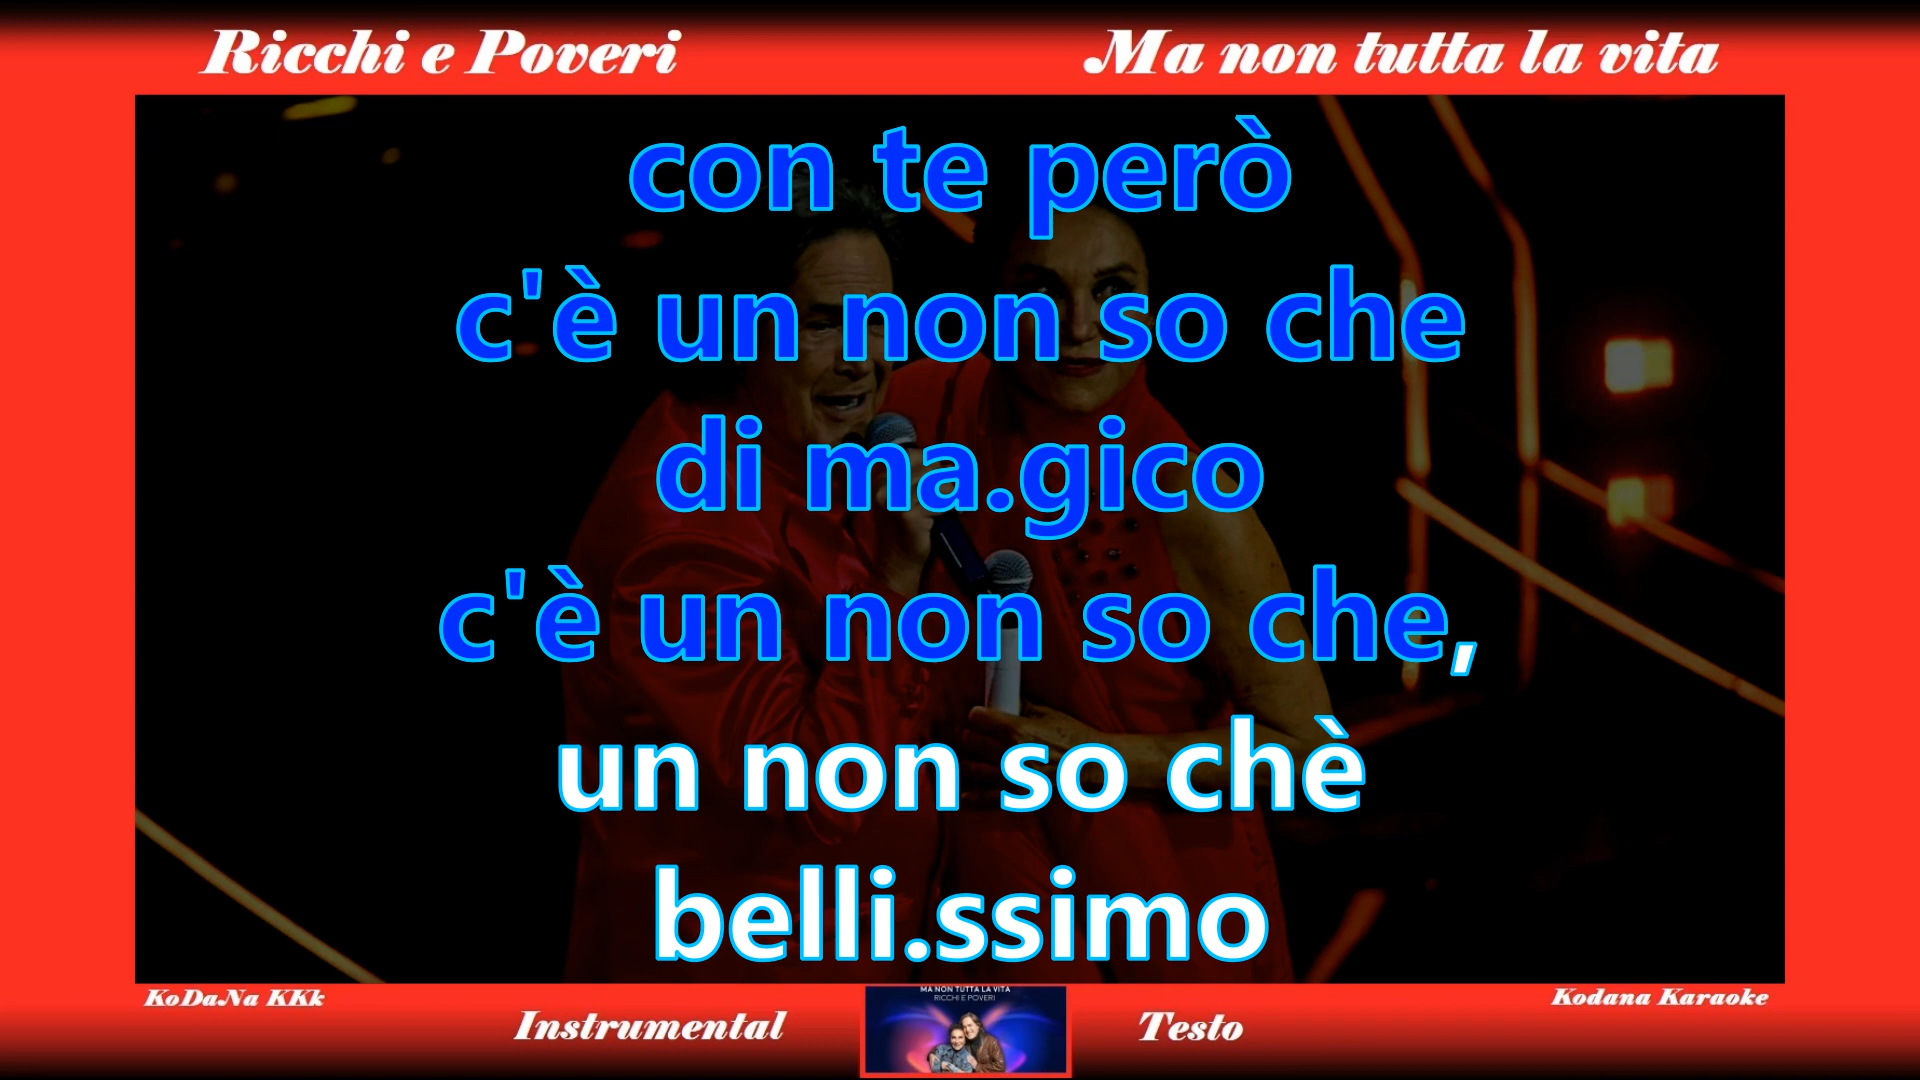 Ricchi e Poveri
Ma non tutta la vita
con te però
c'è un non so che
di ma.gico
c'è un non so che,
un non so chè
belli.ssimo
KoDaNa KKk
Kodana Karaoke
Instrumental
MA NON TUTTA LA VITA
RICCHI E POVERI
Testo